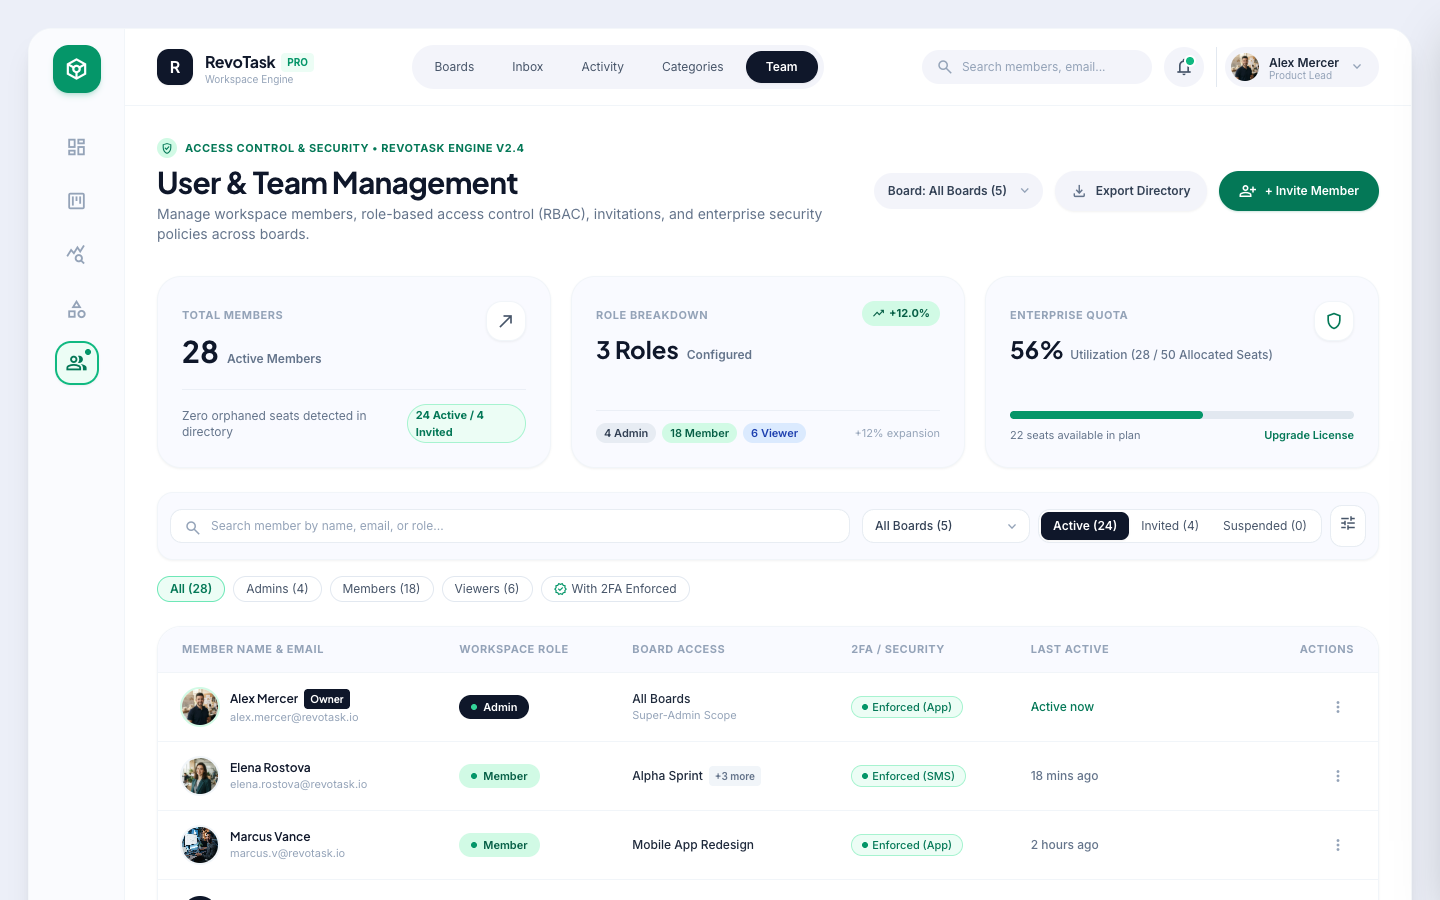 R
RevoTask PRO
Workspace Engine
Boards
Inbox
Activity
Categories
Team
Search members, email...
Alex Mercer
Product Lead
ACCESS CONTROL & SECURITY • REVOTASK ENGINE V2.4
User & Team Management
Manage workspace members, role-based access control (RBAC), invitations, and enterprise security
policies across boards.
Board: All Boards (5)
Export Directory
+ Invite Member
TOTAL MEMBERS
28 Active Members
Zero orphaned seats detected in
directory
24 Active / 4
Invited
ROLE BREAKDOWN
+12.0%
3 Roles Configured
4 Admin
18 Member
6 Viewer
+12% expansion
ENTERPRISE QUOTA
56% Utilization (28 / 50 Allocated Seats)
22 seats available in plan
Upgrade License
Search member by name, email, or role...
All Boards (5)
Active (24)
Invited (4)
Suspended (0)
All (28)
Admins (4)
Members (18)
Viewers (6)
With 2FA Enforced
MEMBER NAME & EMAIL
WORKSPACE ROLE
BOARD ACCESS
2FA / SECURITY
LAST ACTIVE
ACTIONS
Alex Mercer Owner
alex.mercer@revotask.io
Admin
All Boards
Super-Admin Scope
Enforced (App)
Active now
Elena Rostova
elena.rostova@revotask.io
Member
Alpha Sprint +3 more
Enforced (SMS)
18 mins ago
Marcus Vance
marcus.v@revotask.io
Member
Mobile App Redesign
Enforced (App)
2 hours ago